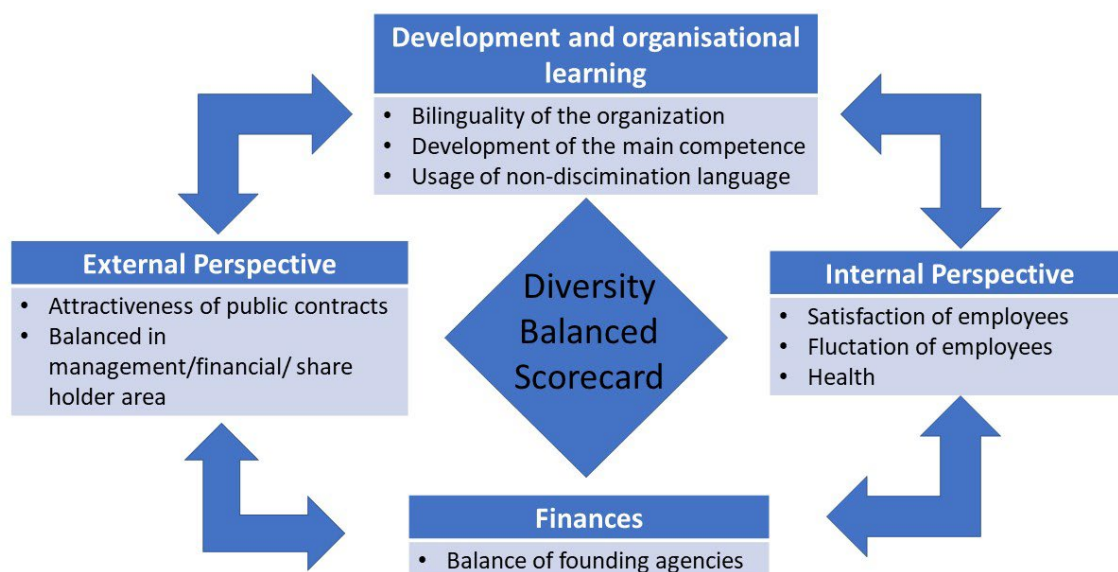 Development and organisational
learning
• Bilinguality of the organization
• Development of the main competence
• Usage of non-discimination language
External Perspective
• Attractiveness of public contracts
• Balanced in
management/financial/ share
holder area
Diversity
Balanced
Scorecard
Internal Perspective
• Satisfaction of employees
• Fluctation of employees
• Health
Finances
• Balance of founding agencies